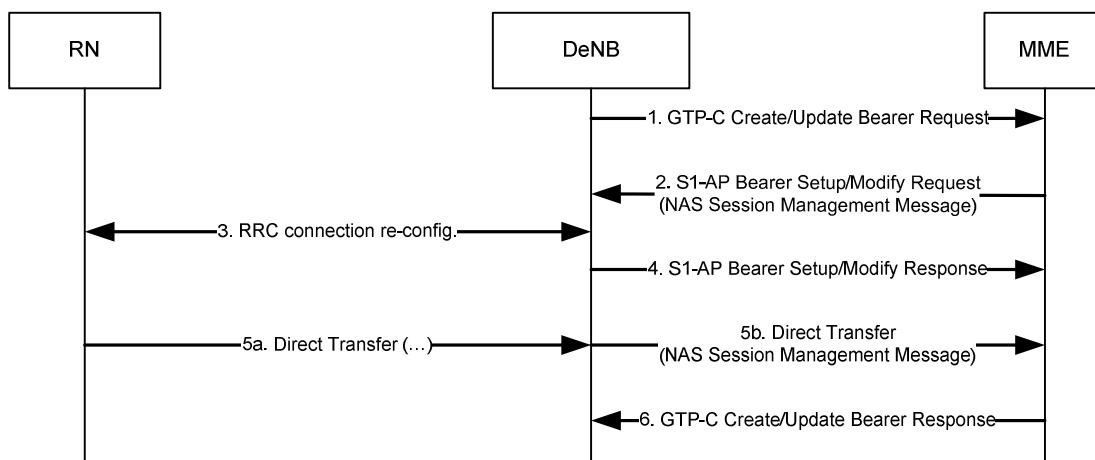 RN
DeNB
MME
1. GTP-C Create/Update Bearer Request
2. S1-AP Bearer Setup/Modify Request
(NAS Session Management Message)
3. RRC connection re-config.
4. S1-AP Bearer Setup/Modify Response
5a. Direct Transfer (…)
5b. Direct Transfer
(NAS Session Management Message)
6. GTP-C Create/Update Bearer Response